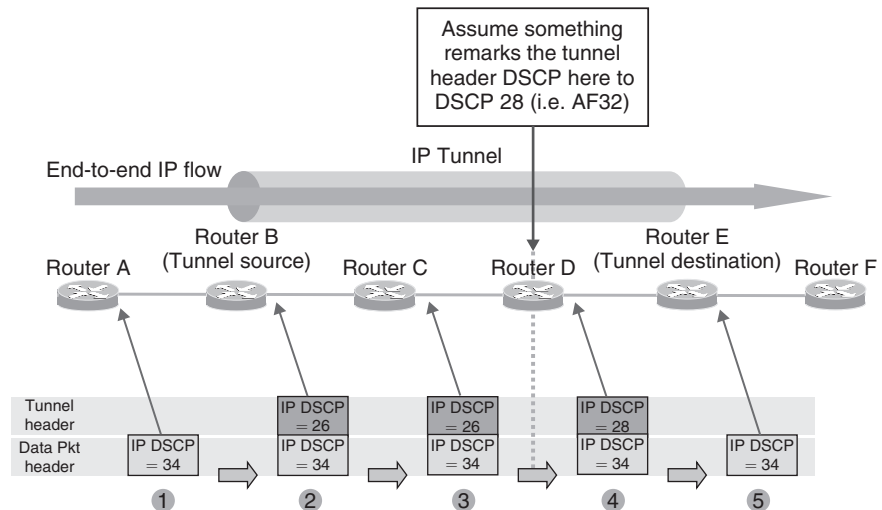 Assume something
remarks the tunnel
header DSCP here to
DSCP 28 (i.e. AF32)
IP Tunnel
End-to-end IP flow
Router A
Router B
(Tunnel source)
Router C
Router D
Router E
(Tunnel destination)
Router F
Tunnel
header
IP DSCP
= 26
IP DSCP
= 26
IP DSCP
= 28
Data Pkt
header
IP DSCP
= 34
IP DSCP
= 34
IP DSCP
= 34
IP DSCP
= 34
IP DSCP
= 34
1
2
3
4
5